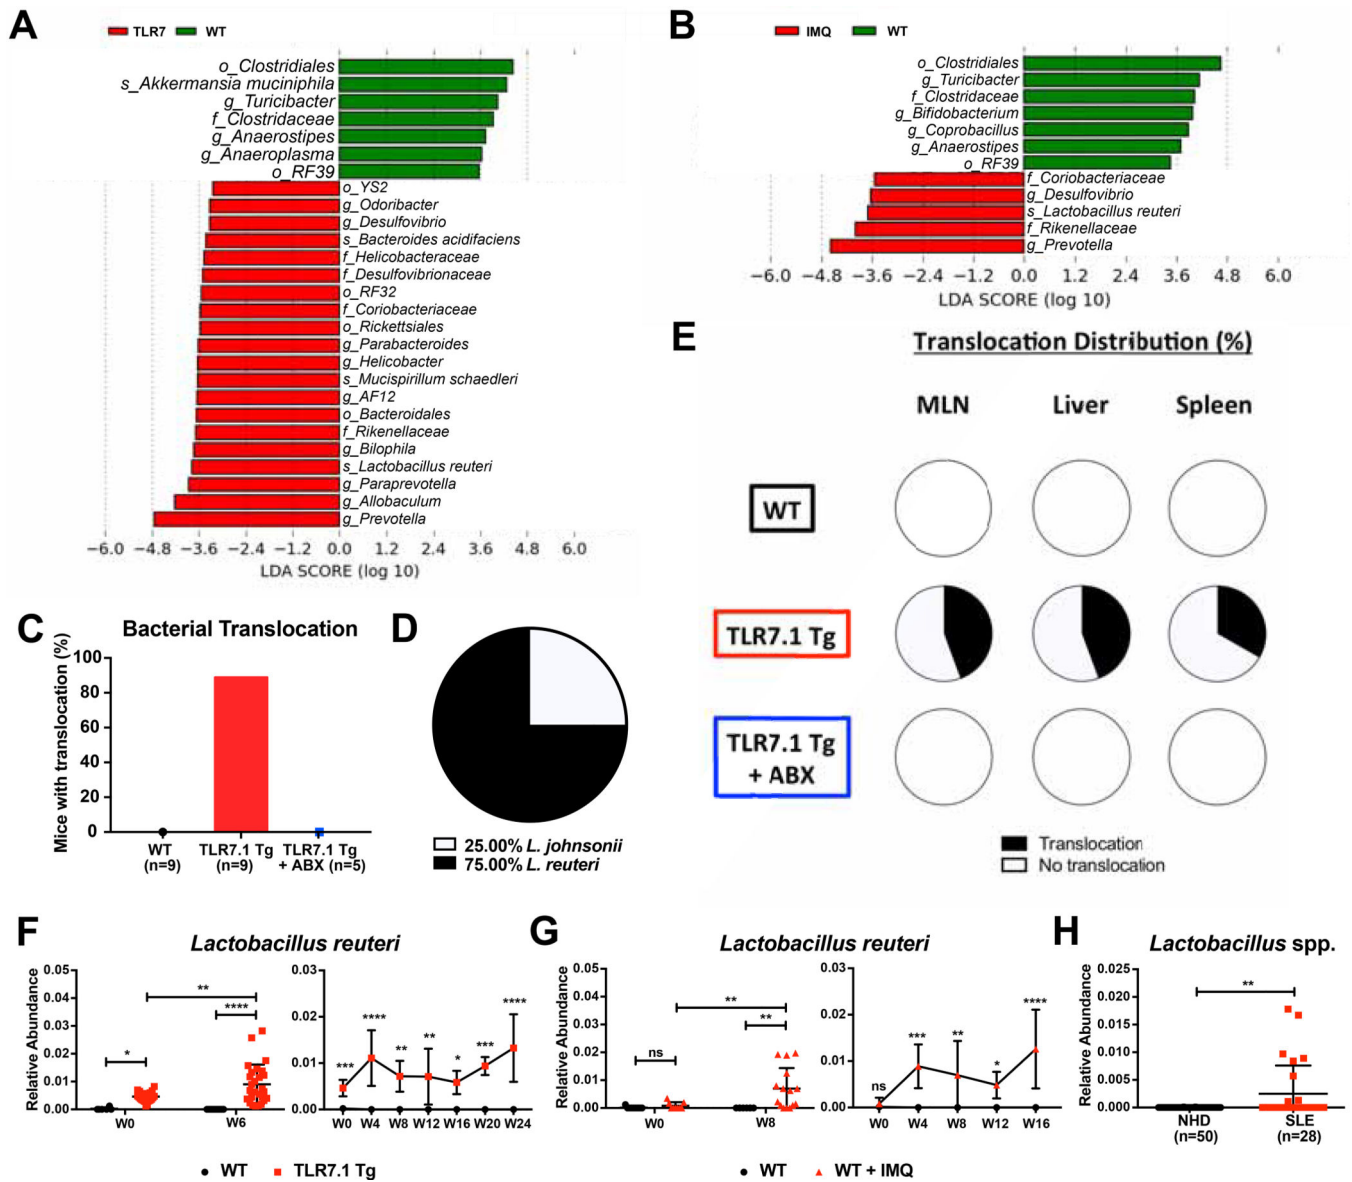 A
TLR7 WT
o_Clostridiales
s_Akkermansia muciniphila
g_Turicibacter
f_Clostridaceae
g_Anaerostipes
g_Anaeroplasma
o_RF39
o_YS2
g_Odoribacter
g_Desulfovibrio
s_Bacteroides acidifaciens
f_Helicobacteraceae
f_Desulfovibrionaceae
o_RF32
f_Coriobacteriaceae
o_Rickettsiales
g_Parabacteroides
g_Helicobacter
s_Mucispirillum schaedleri
g_AF12
o_Bacteroidales
f_Rikenellaceae
g_Bilophila
s_Lactobacillus reuteri
g_Paraprevotella
g_Allobaculum
g_Prevotella
−6.0 −4.8 −3.6 −2.4 −1.2 0.0 1.2 2.4 3.6 4.8 6.0
LDA SCORE (log 10)
B
IMQ WT
o_Clostridiales
g_Turicibacter
f_Clostridaceae
g_Bifidobacterium
g_Coprobacillus
g_Anaerostipes
o_RF39
f_Coriobacteriaceae
g_Desulfovibrio
s_Lactobacillus reuteri
f_Rikenellaceae
g_Prevotella
−6.0 −4.8 −3.6 −2.4 −1.2 0.0 1.2 2.4 3.6 4.8 6.0
LDA SCORE (log 10)
C
Bacterial Translocation
Mice with translocation (%)
100
80
60
40
20
0
WT TLR7.1 Tg TLR7.1 Tg
(n=9) (n=9) + ABX (n=5)
D
25.00% L. johnsonii
75.00% L. reuteri
E
Translocation Distribution (%)
MLN Liver Spleen
WT
TLR7.1 Tg
TLR7.1 Tg
+ ABX
Translocation
No translocation
F
Lactobacillus reuteri
Relative Abundance
0.05
0.04
0.03
0.02
0.01
0.00
*
**
****
W0 W6
0.03
0.02
0.01
0.00
*** **** ** ** * *** ****
W0 W4 W8 W12 W16 W20 W24
WT TLR7.1 Tg
G
Lactobacillus reuteri
Relative Abundance
0.05
0.04
0.03
0.02
0.01
0.00
ns
**
**
W0 W8
0.03
0.02
0.01
0.00
ns *** ** * ****
W0 W4 W8 W12 W16
WT WT + IMQ
H
Lactobacillus spp.
Relative Abundance
0.025
0.020
0.015
0.010
0.005
0.000
**
NHD SLE
(n=50) (n=28)